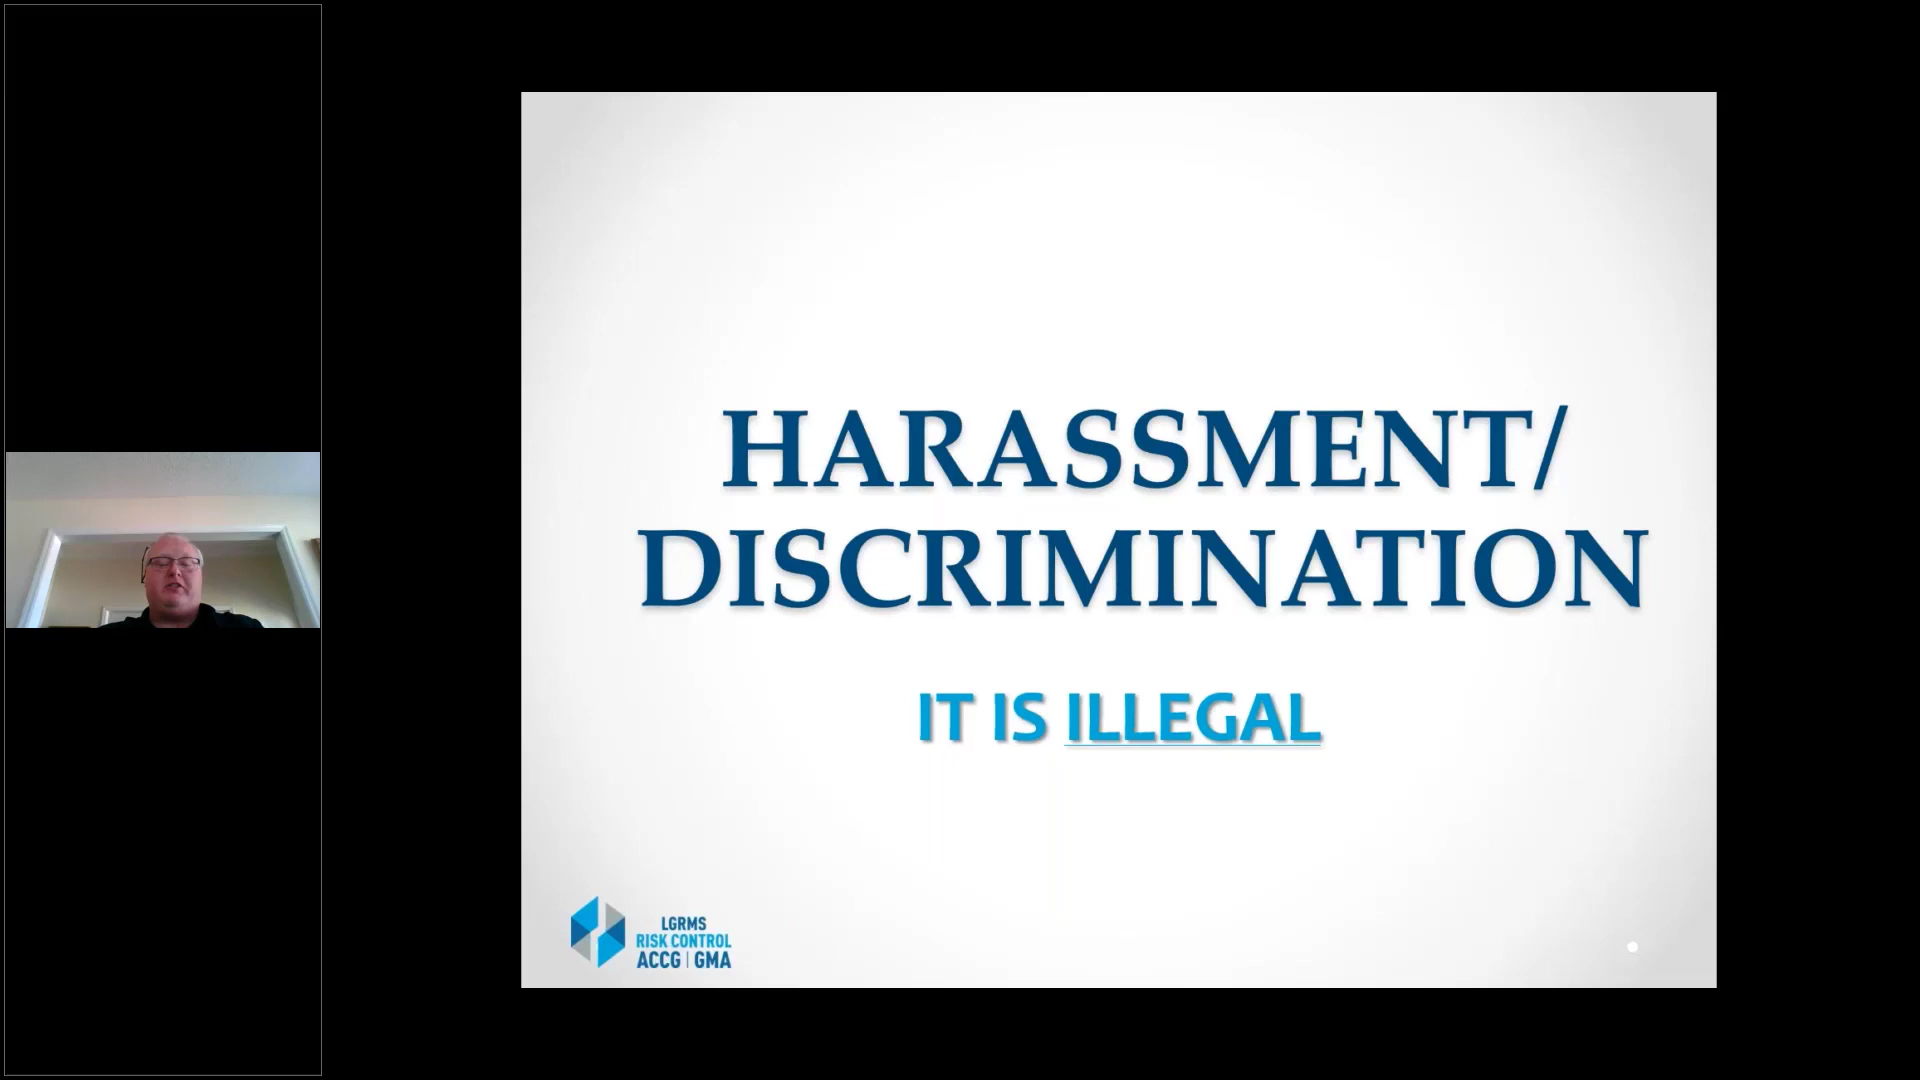 HARASSMENT/
DISCRIMINATION
IT IS ILLEGAL
LGRMS
RISK CONTROL
ACCG | GMA